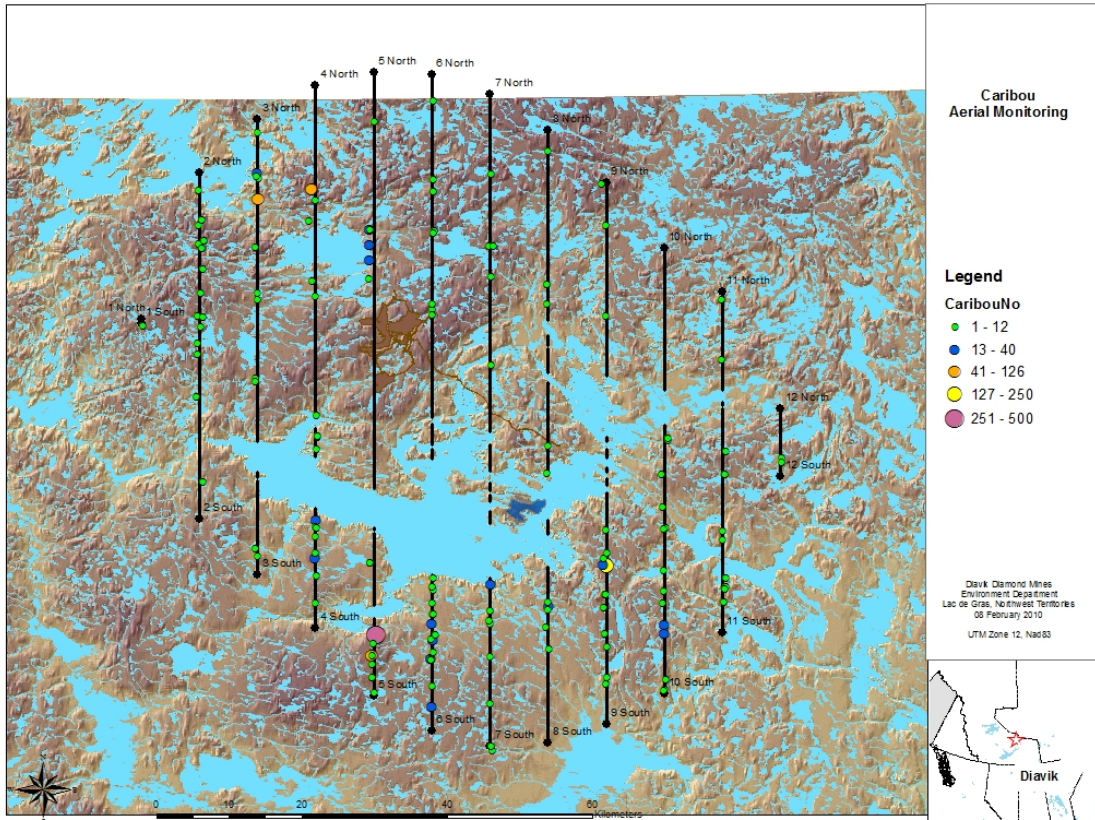 5 North
6 North
4 North
7 North
3 North
8 North
2 North
9 North
10 North
11 North
1 North
1 South
12 North
12 South
2 South
3 South
4 South
11 South
5 South
10 South
6 South
9 South
7 South
8 South
0
10
20
40
60
Kilometers
Caribou
Aerial Monitoring
Legend
CaribouNo
1 - 12
13 - 40
41 - 126
127 - 250
251 - 500
Diavik Diamond Mines
Environment Department
Lac de Gras, Northwest Territories
08 February 2010
UTM Zone 12, Nad83
Diavik